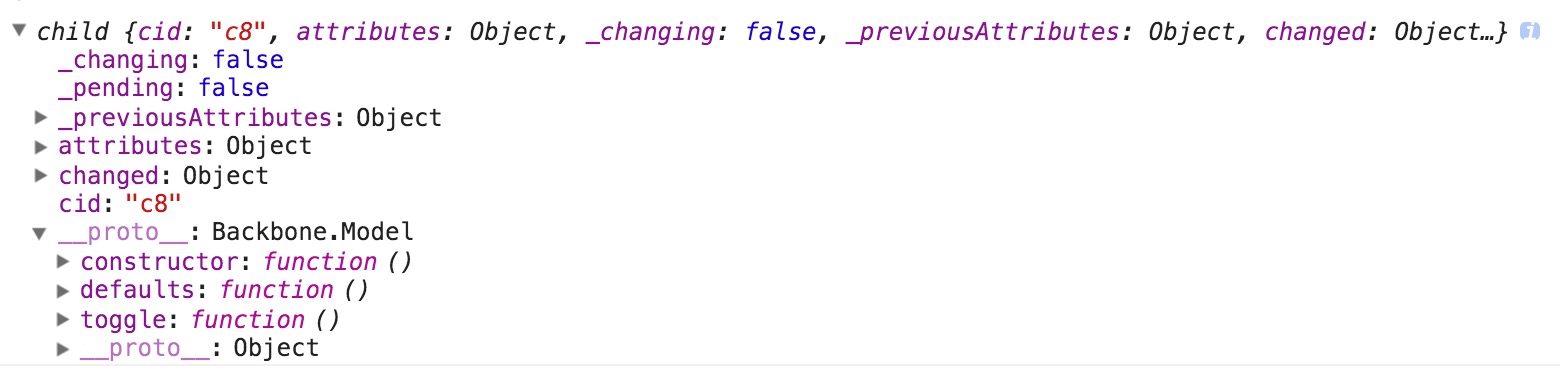 child {cid: "c8", attributes: Object, _changing: false, _previousAttributes: Object, changed: Object…} i
_changing: false
_pending: false
_previousAttributes: Object
attributes: Object
changed: Object
cid: "c8"
__proto__: Backbone.Model
constructor: function ()
defaults: function ()
toggle: function ()
__proto__: Object